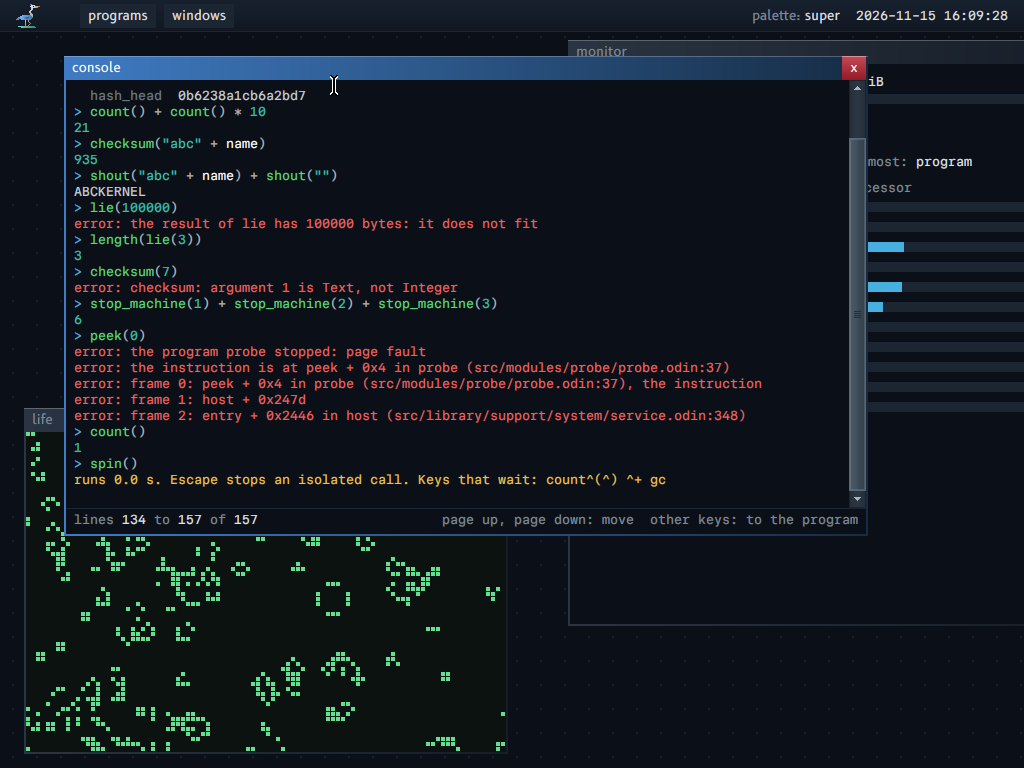 programs windows palette: super 2026-11-15 16:09:28
monitor
console x
iB
hash_head 0b6238a1cb6a2bd7
> count() + count() * 10
21
> checksum("abc" + name)
935
most: program
> shout("abc" + name) + shout("")
cessor
ABCKERNEL
> lie(100000)
error: the result of lie has 100000 bytes: it does not fit
> length(lie(3))
3
> checksum(7)
error: checksum: argument 1 is Text, not Integer
> stop_machine(1) + stop_machine(2) + stop_machine(3)
6
> peek(0)
error: the program probe stopped: page fault
error: the instruction is at peek + 0x4 in probe (src/modules/probe/probe.odin:37)
error: frame 0: peek + 0x4 in probe (src/modules/probe/probe.odin:37), the instruction
error: frame 1: host + 0x247d
error: frame 2: entry + 0x2446 in host (src/library/support/system/service.odin:348)
life
> count()
1
> spin()
runs 0.0 s. Escape stops an isolated call. Keys that wait: count^(^) ^+ gc
lines 134 to 157 of 157 page up, page down: move other keys: to the program